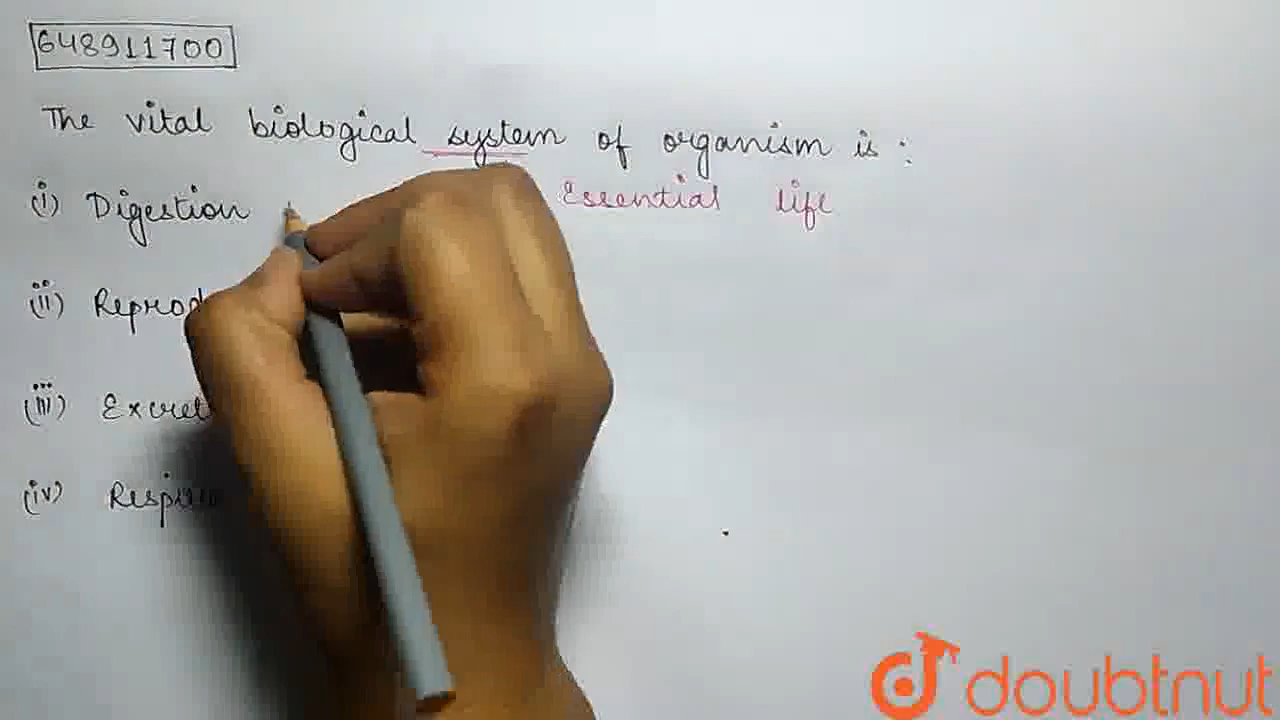 648911700
The vital biological system of organism is :
(i) Digestion Essential life
(ii) Reprod
(iii) Excret
(iv) Respir
doubtnut